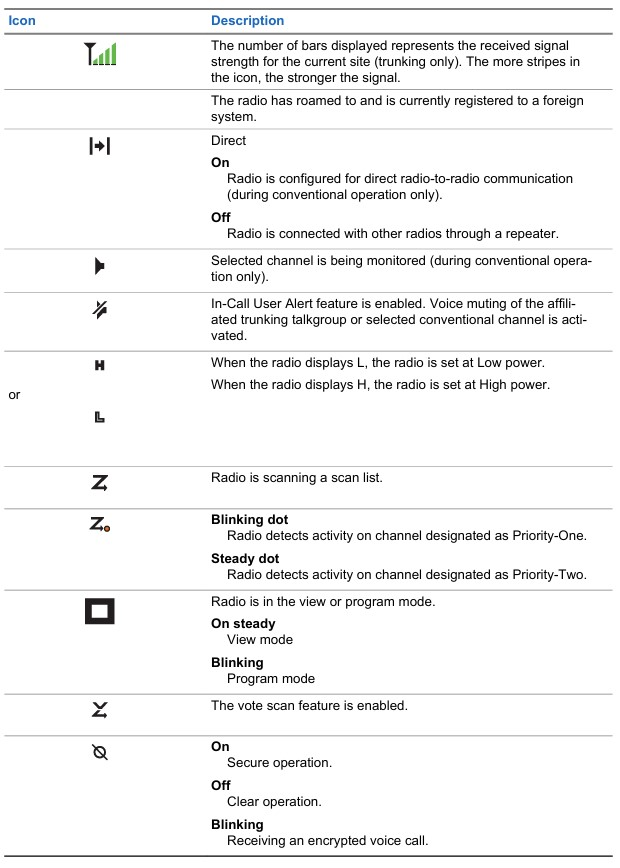 Icon Description
The number of bars displayed represents the received signal
strength for the current site (trunking only). The more stripes in
the icon, the stronger the signal.
The radio has roamed to and is currently registered to a foreign
system.
Direct
On
Radio is configured for direct radio-to-radio communication
(during conventional operation only).
Off
Radio is connected with other radios through a repeater.
Selected channel is being monitored (during conventional opera-
tion only).
In-Call User Alert feature is enabled. Voice muting of the affili-
ated trunking talkgroup or selected conventional channel is acti-
vated.
H
or
L
When the radio displays L, the radio is set at Low power.
When the radio displays H, the radio is set at High power.
Radio is scanning a scan list.
Blinking dot
Radio detects activity on channel designated as Priority-One.
Steady dot
Radio detects activity on channel designated as Priority-Two.
Radio is in the view or program mode.
On steady
View mode
Blinking
Program mode
The vote scan feature is enabled.
On
Secure operation.
Off
Clear operation.
Blinking
Receiving an encrypted voice call.